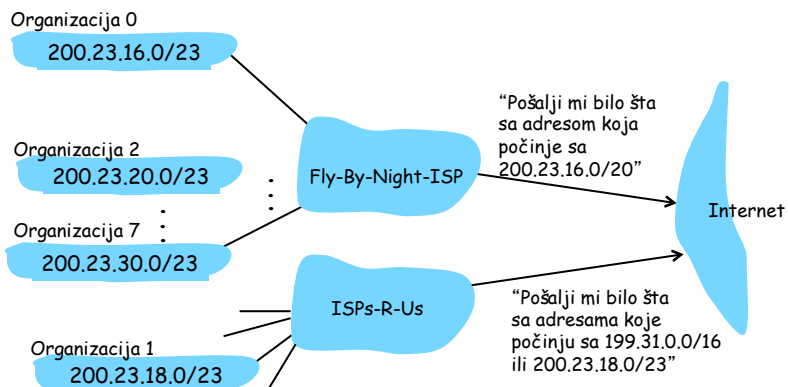 Organizacija 0
200.23.16.0/23
Organizacija 2
200.23.20.0/23
Organizacija 7
200.23.30.0/23
Fly-By-Night-ISP
“Pošalji mi bilo šta
sa adresom koja
počinje sa
200.23.16.0/20”
Internet
ISPs-R-Us
Organizacija 1
200.23.18.0/23
“Pošalji mi bilo šta
sa adresama koje
počinju sa 199.31.0.0/16
ili 200.23.18.0/23”